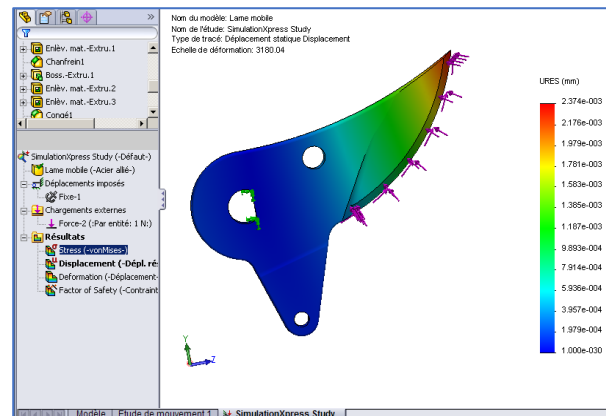 Enlèv. mat.-Extru.1
Chanfrein1
Boss.-Extru.1
Enlèv. mat.-Extru.2
Enlèv. mat.-Extru.3
Congé1
SimulationXpress Study (-Défaut-)
Lame mobile (-Acier allié-)
Déplacements imposés
Fixe-1
Chargements externes
Force-2 (:Par entité: 1 N:)
Résultats
Stress (-vonMises-)
Displacement (-Dépl. ré
Deformation (-Déplacement-
Factor of Safety (-Contraint
Nom du modèle: Lame mobile
Nom de l'étude: SimulationXpress Study
Type de tracé: Déplacement statique Displacement
Echelle de déformation: 3180.04
URES (mm)
2.374e-003
2.176e-003
1.979e-003
1.781e-003
1.583e-003
1.385e-003
1.187e-003
9.893e-004
7.914e-004
5.936e-004
3.957e-004
1.979e-004
1.000e-030
Y
Z
Modèle
Etude de mouvement 1
SimulationXpress Study